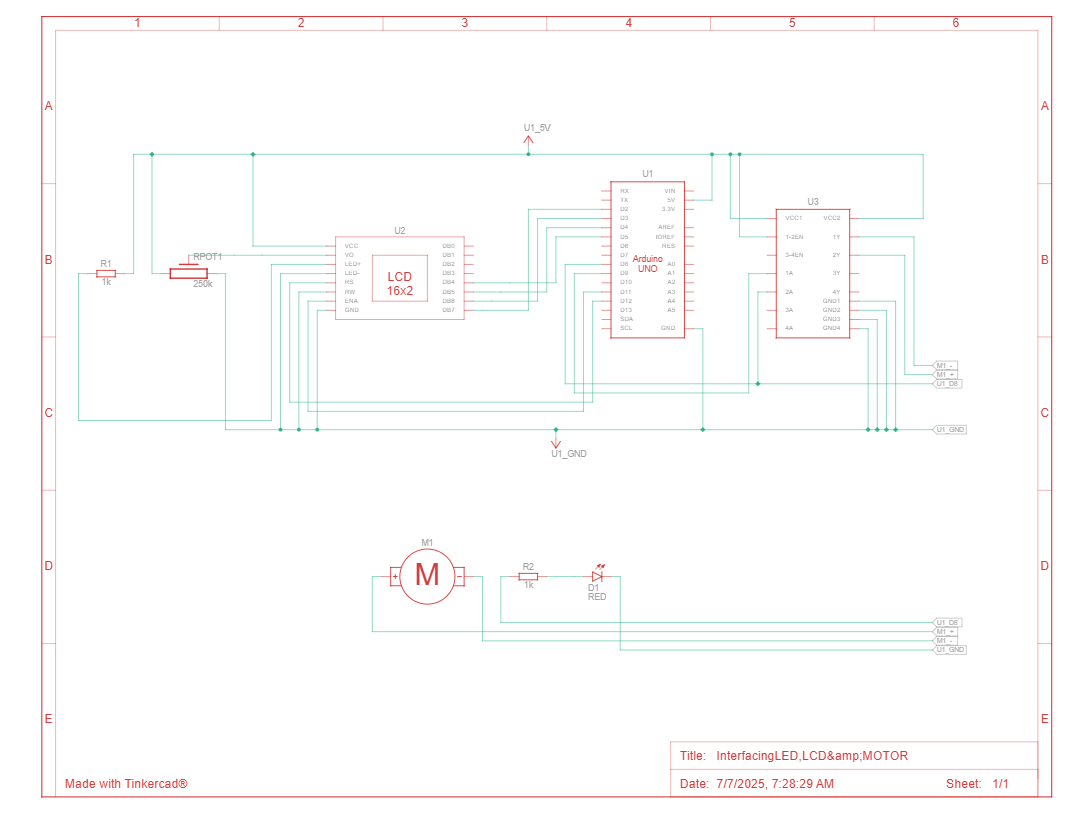 1 2 3 4 5 6
A A
U1_5V
U1
RX VIN
TX 5V
D2 3.3V
D3
D4 AREF
D5 IOREF
D6 RES
D7
D8 A0
D9 A1
D10 A2
D11 A3
D12 A4
D13 A5
SDA
SCL GND
Arduino
UNO
U3
VCC1 VCC2
1-2EN 1Y
3-4EN 2Y
1A 3Y
2A 4Y
GND1
3A GND2
GND3
4A GND4
B B
R1
1k
RPOT1
250k
U2
VCC DB0
VO DB1
LED+ DB2
LED- DB3
RS DB4
RW DB5
ENA DB6
GND DB7
LCD
16x2
M1 -
M1 +
U1_D8
C C
U1_GND
U1_GND
D D
M1
+ M -
R2
1k
D1
RED
U1_D8
M1 +
M1 -
U1_GND
E E
Title: InterfacingLED,LCD&amp;MOTOR
Made with Tinkercad®
Date: 7/7/2025, 7:28:29 AM Sheet: 1/1